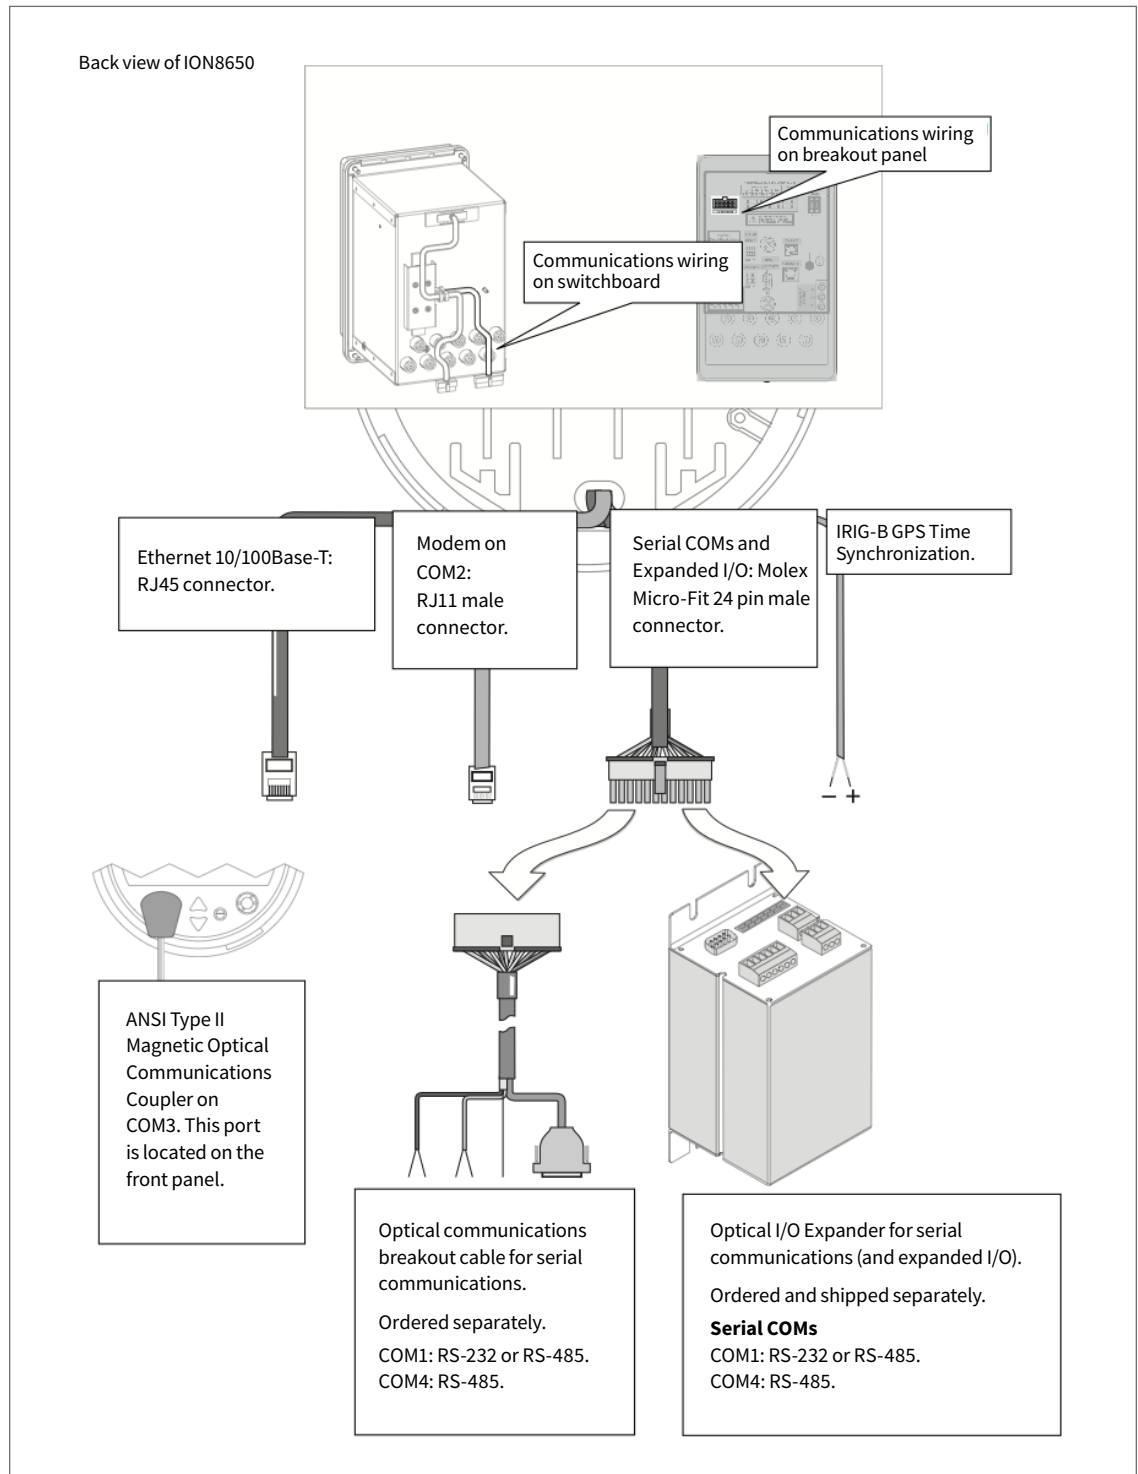 Back view of ION8650
Communications wiring
on breakout panel
Communications wiring
on switchboard
Ethernet 10/100Base-T:
RJ45 connector.
Modem on
COM2:
RJ11 male
connector.
Serial COMs and
Expanded I/O: Molex
Micro-Fit 24 pin male
connector.
IRIG-B GPS Time
Synchronization.
– +
ANSI Type II
Magnetic Optical
Communications
Coupler on
COM3. This port
is located on the
front panel.
Optical communications
breakout cable for serial
communications.
Ordered separately.
COM1: RS-232 or RS-485.
COM4: RS-485.
Optical I/O Expander for serial
communications (and expanded I/O).
Ordered and shipped separately.
Serial COMs
COM1: RS-232 or RS-485.
COM4: RS-485.